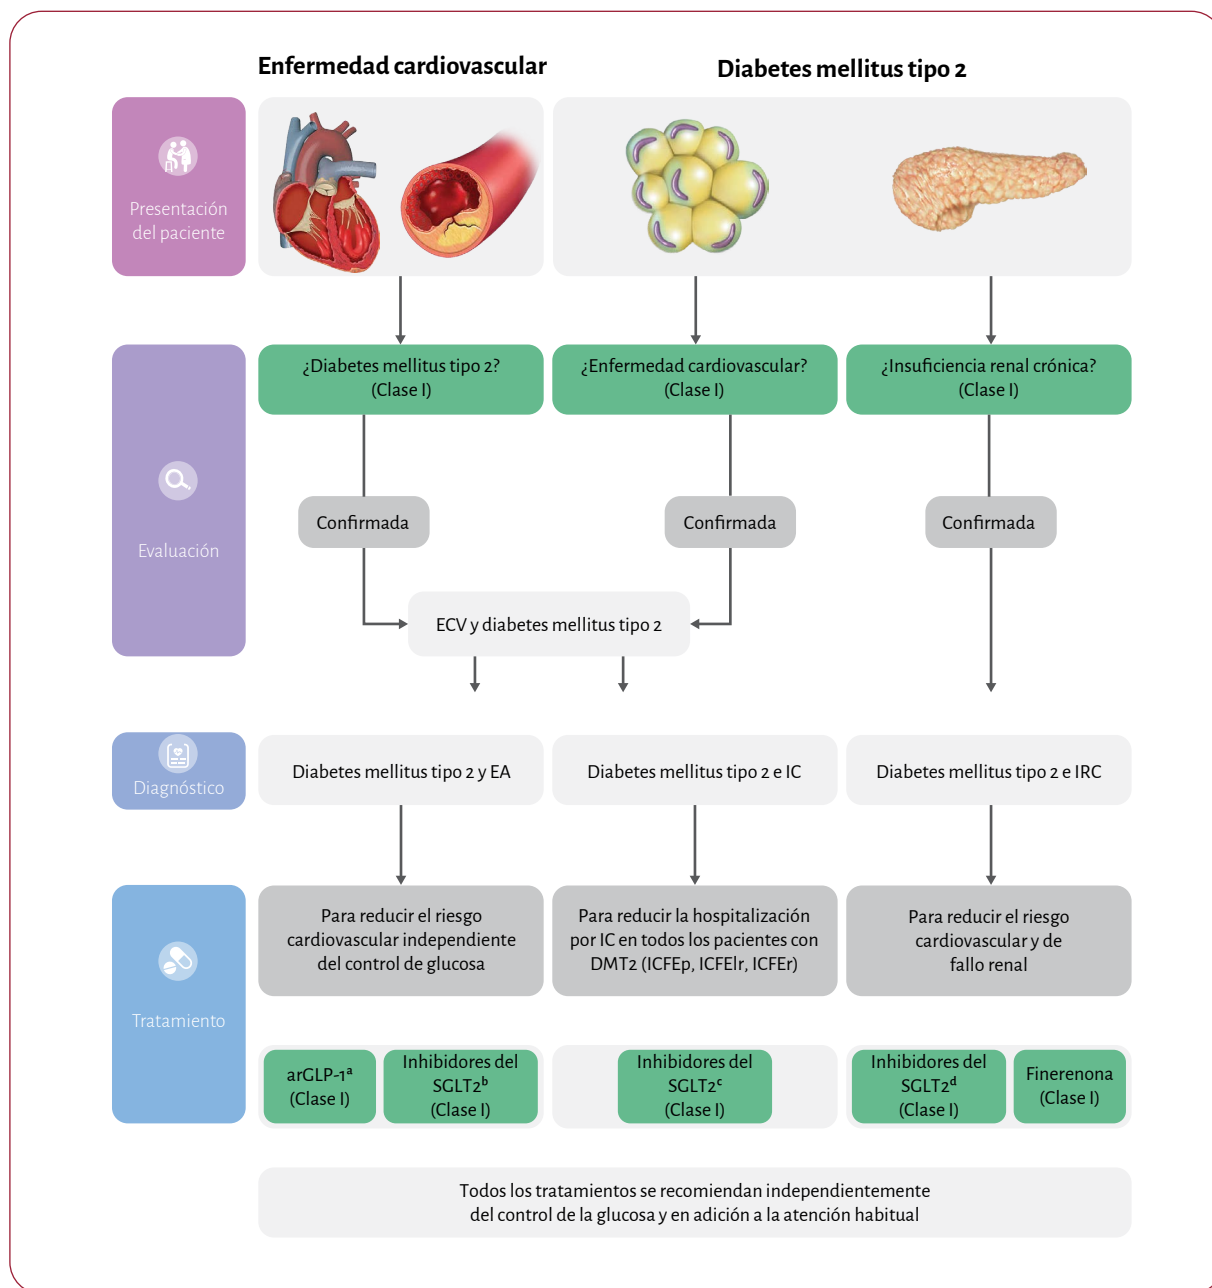 Enfermedad cardiovascular
Diabetes mellitus tipo 2
Presentación
del paciente
¿Diabetes mellitus tipo 2?
(Clase I)
¿Enfermedad cardiovascular?
(Clase I)
¿Insuficiencia renal crónica?
(Clase I)
Evaluación
Confirmada
Confirmada
Confirmada
ECV y diabetes mellitus tipo 2
Diagnóstico
Diabetes mellitus tipo 2 y EA
Diabetes mellitus tipo 2 e IC
Diabetes mellitus tipo 2 e IRC
Tratamiento
Para reducir el riesgo
cardiovascular independiente
del control de glucosa
Para reducir la hospitalización
por IC en todos los pacientes con
DMT2 (ICFEp, ICFElr, ICFEr)
Para reducir el riesgo
cardiovascular y de
fallo renal
arGLP-1ª
(Clase I)
Inhibidores del
SGLT2ᵇ
(Clase I)
Inhibidores del
SGLT2ᶜ
(Clase I)
Inhibidores del
SGLT2ᵈ
(Clase I)
Finerenona
(Clase I)
Todos los tratamientos se recomiendan independientemente
del control de la glucosa y en adición a la atención habitual